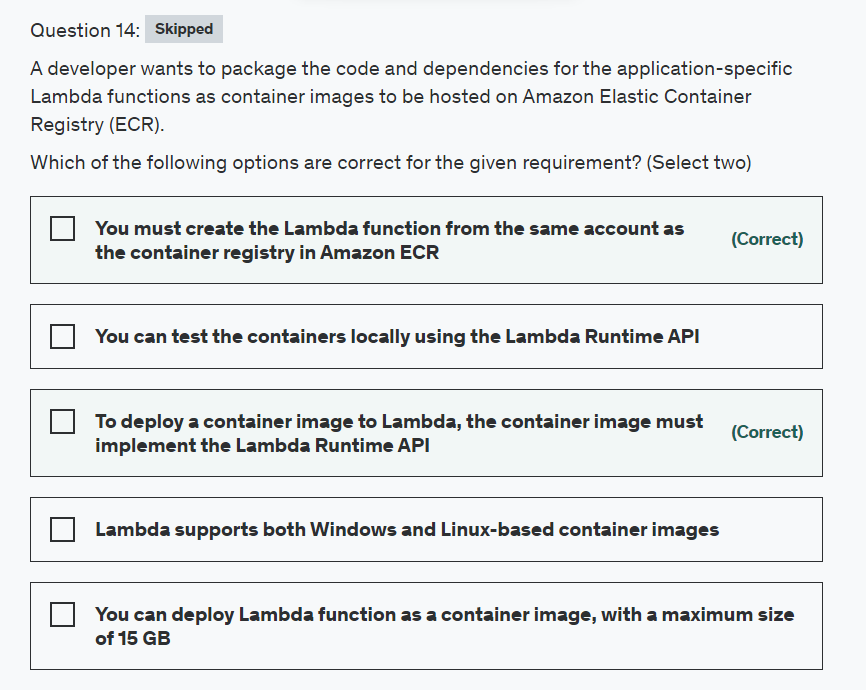 Question 14: Skipped
A developer wants to package the code and dependencies for the application-specific
Lambda functions as container images to be hosted on Amazon Elastic Container
Registry (ECR).
Which of the following options are correct for the given requirement? (Select two)
You must create the Lambda function from the same account as
the container registry in Amazon ECR
(Correct)
You can test the containers locally using the Lambda Runtime API
To deploy a container image to Lambda, the container image must
implement the Lambda Runtime API
(Correct)
Lambda supports both Windows and Linux-based container images
You can deploy Lambda function as a container image, with a maximum size
of 15 GB